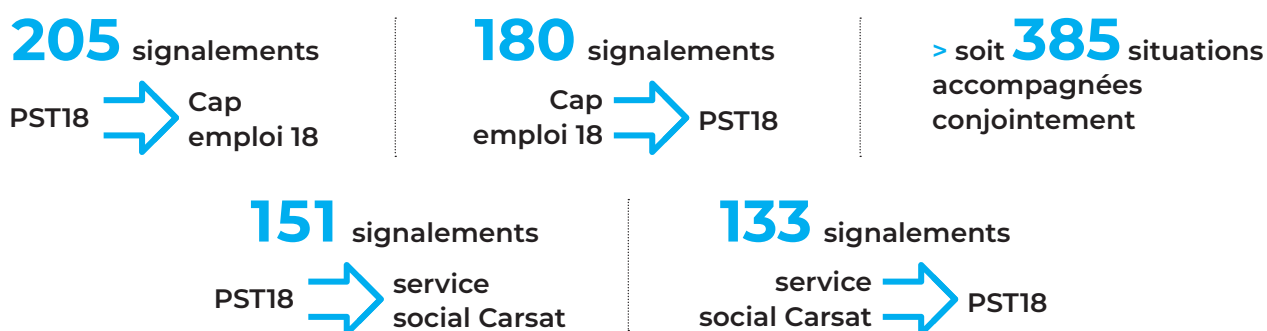 205 signalements
PST18
Cap
emploi 18
180 signalements
Cap
emploi 18
PST18
> soit 385 situations
accompagnées
conjointement
151 signalements
PST18
service
social Carsat
133 signalements
service
social Carsat
PST18